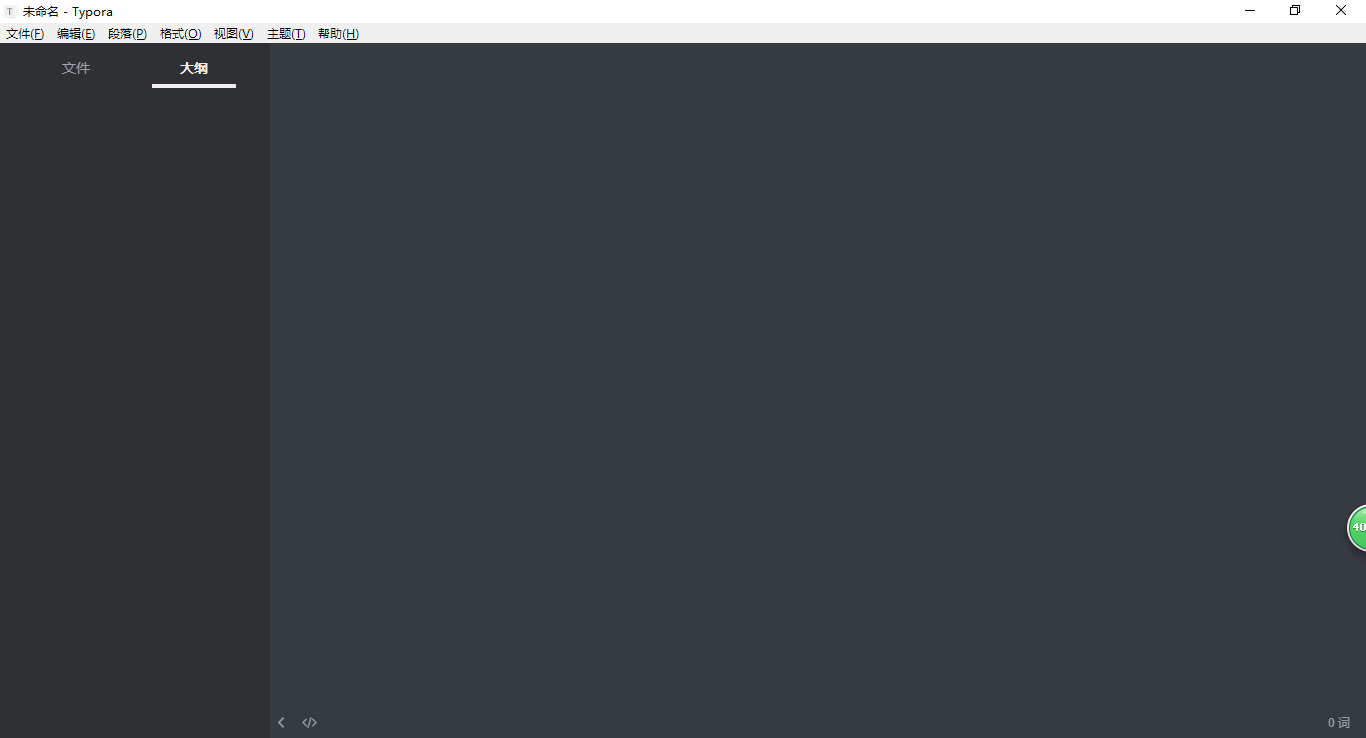 T 未命名 - Typora
文件(F) 编辑(E) 段落(P) 格式(O) 视图(V) 主题(T) 帮助(H)
文件 大纲
40
</> 0 词